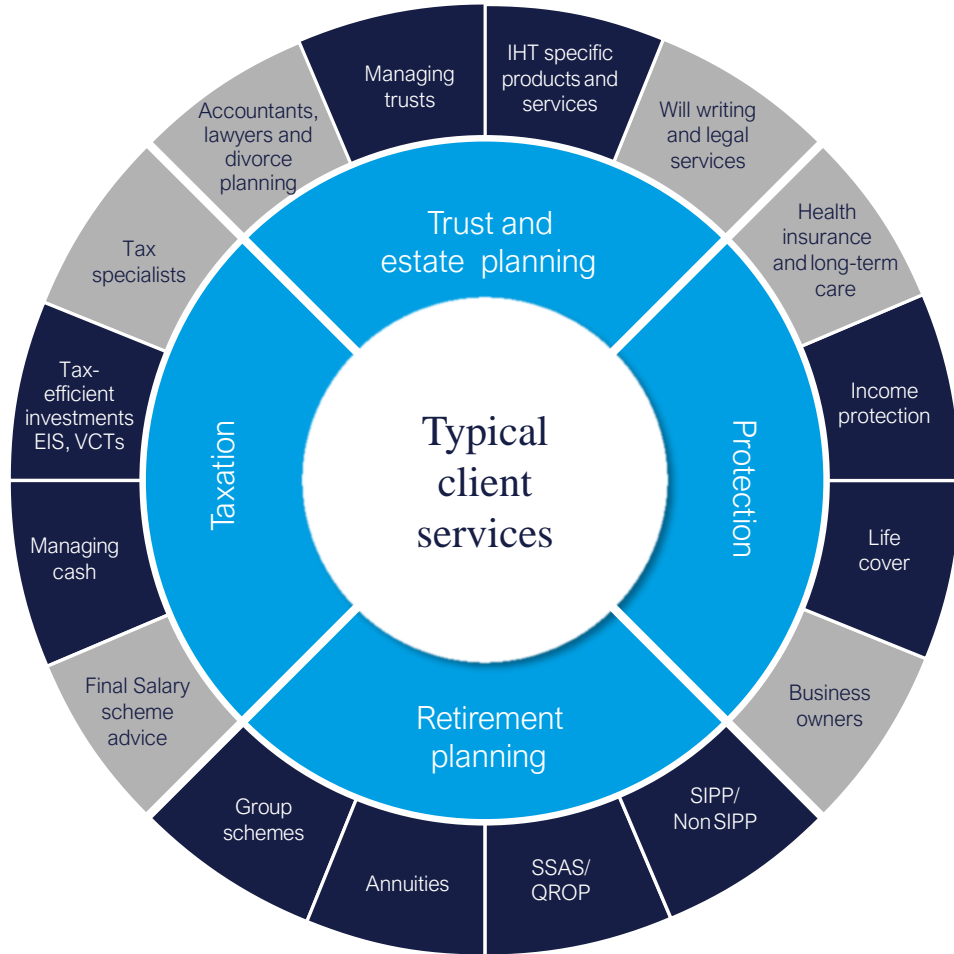 Typical
client
services
Trust and
estate planning
Protection
Retirement
planning
Taxation
Managing
trusts
IHT specific
products and
services
Will writing
and legal
services
Health
insurance
and long-term
care
Income
protection
Life
cover
Business
owners
SIPP/
Non SIPP
SSAS/
QROP
Annuities
Group
schemes
Final Salary
scheme
advice
Managing
cash
Tax-
efficient
investments
EIS, VCTs
Tax
specialists
Accountants,
lawyers and
divorce
planning